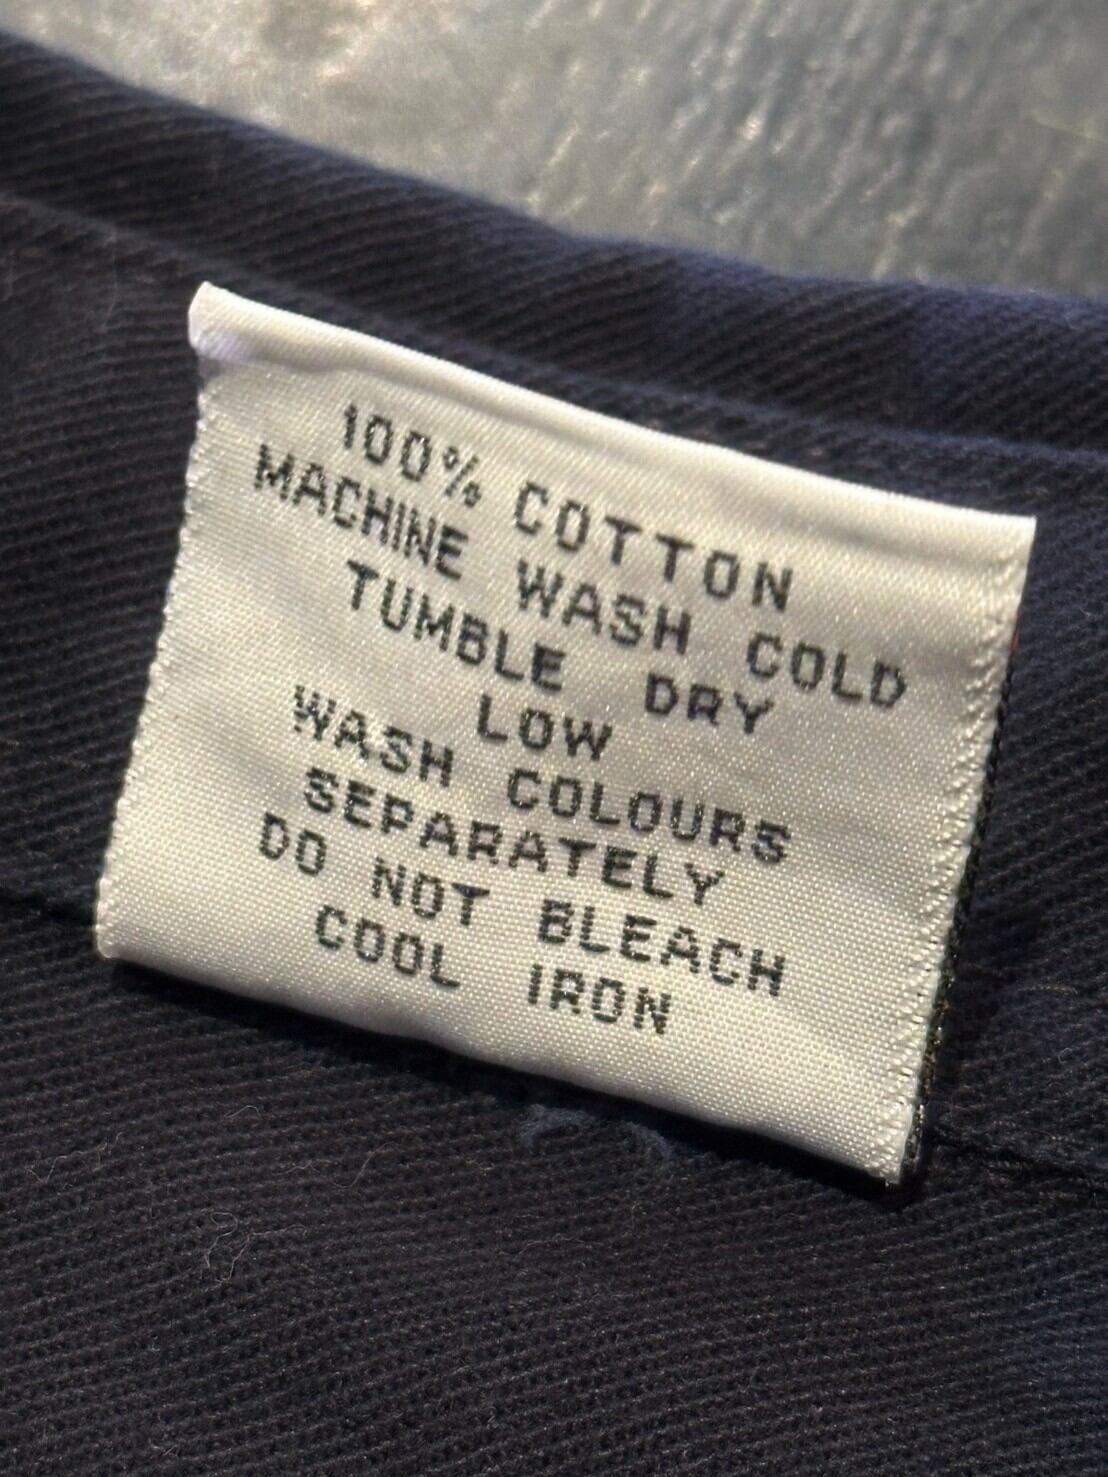 100% COTTON
MACHINE WASH COLD
TUMBLE DRY
LOW
WASH COLOURS
SEPARATELY
DO NOT BLEACH
COOL IRON